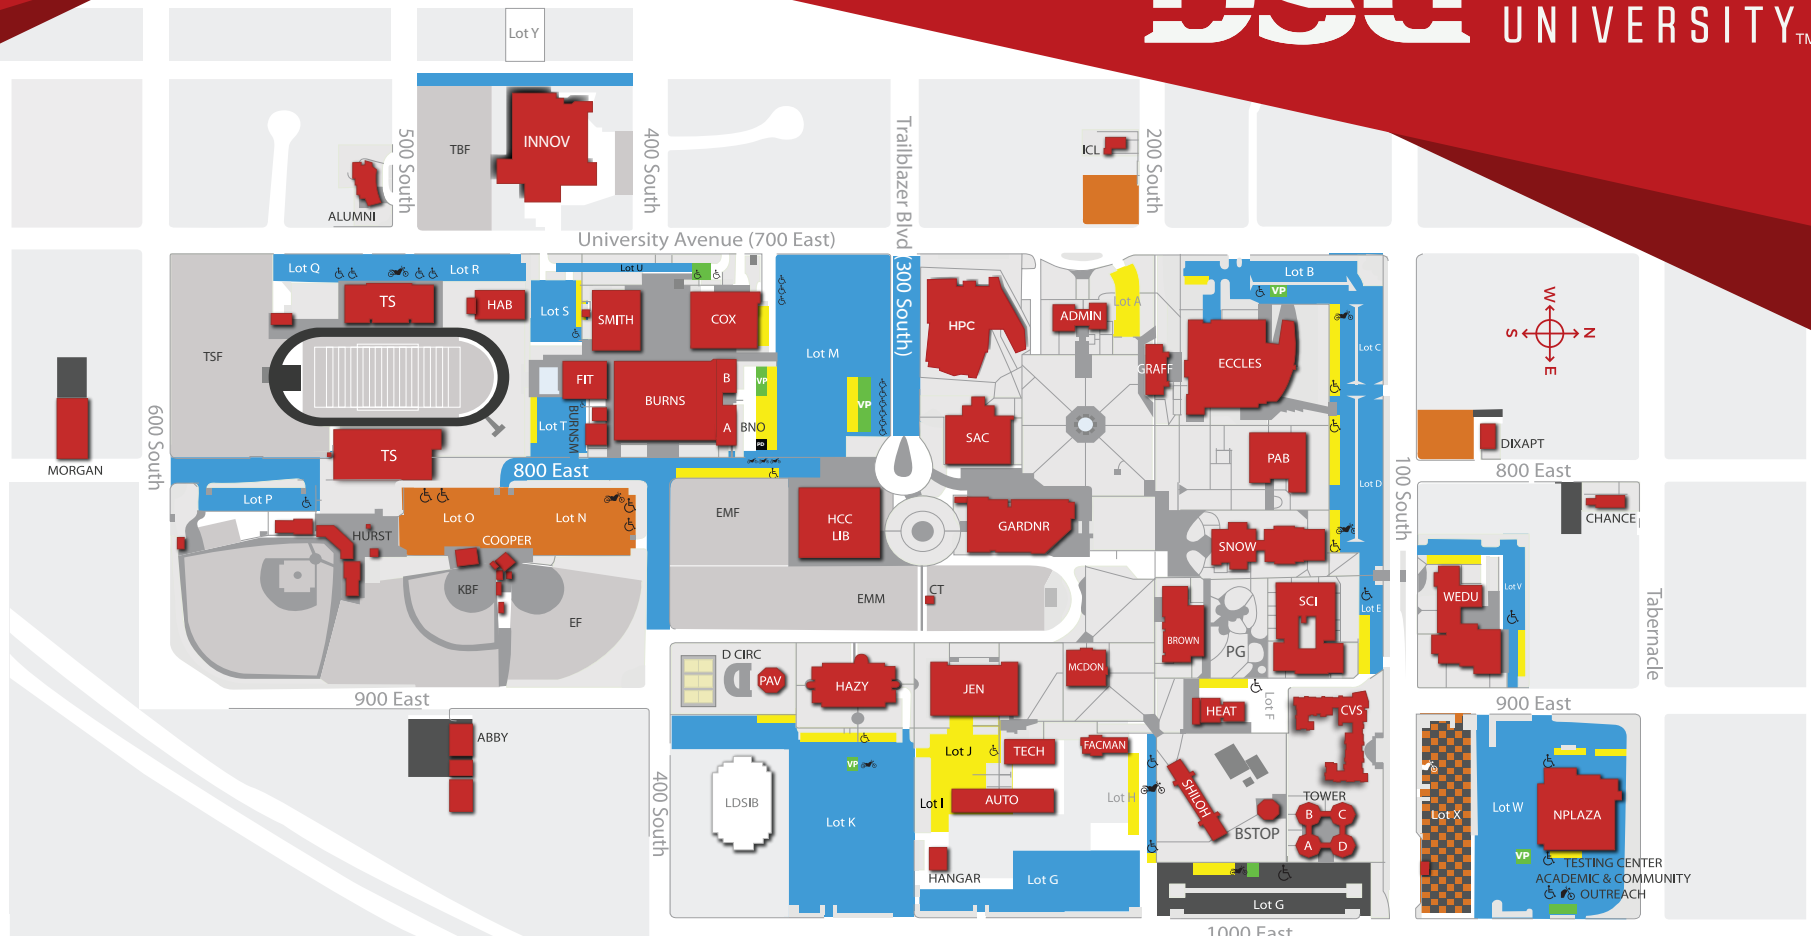 DSU
UNIVERSITY™
Lot Y
INNOV
TBF
500 South
400 South
ALUMNI
Trailblazer Blvd (300 South)
ICL
200 South
University Avenue (700 East)
Lot Q
Lot R
Lot U
Lot B
VP
TS
HAB
Lot S
SMITH
COX
Lot M
HPC
ADMIN
Lot A
ECCLES
Lot C
W
S
N
E
TSF
FIT
BURNS
B
VP
GRAFF
VP
A
BNO
PD
Lot T
BURNSM
SAC
PAB
DIXAPT
600 South
MORGAN
TS
800 East
800 East
Lot D
100 South
Lot P
Lot O
Lot N
EMF
HCC
LIB
GARDNR
CHANCE
HURST
COOPER
SNOW
KBF
EF
EMM
CT
SCI
Lot E
WEDU
Lot V
Tabernacle
BROWN
PG
D CIRC
PAV
HAZY
JEN
MCDON
900 East
HEAT
Lot F
CVS
900 East
ABBY
VP
Lot J
TECH
FACMAN
400 South
LDSIB
Lot K
Lot I
AUTO
Lot H
SHILOH
BSTOP
TOWER
B
C
A
D
Lot X
Lot W
NPLAZA
HANGAR
Lot G
Lot G
VP
TESTING CENTER
ACADEMIC & COMMUNITY
OUTREACH
1000 East